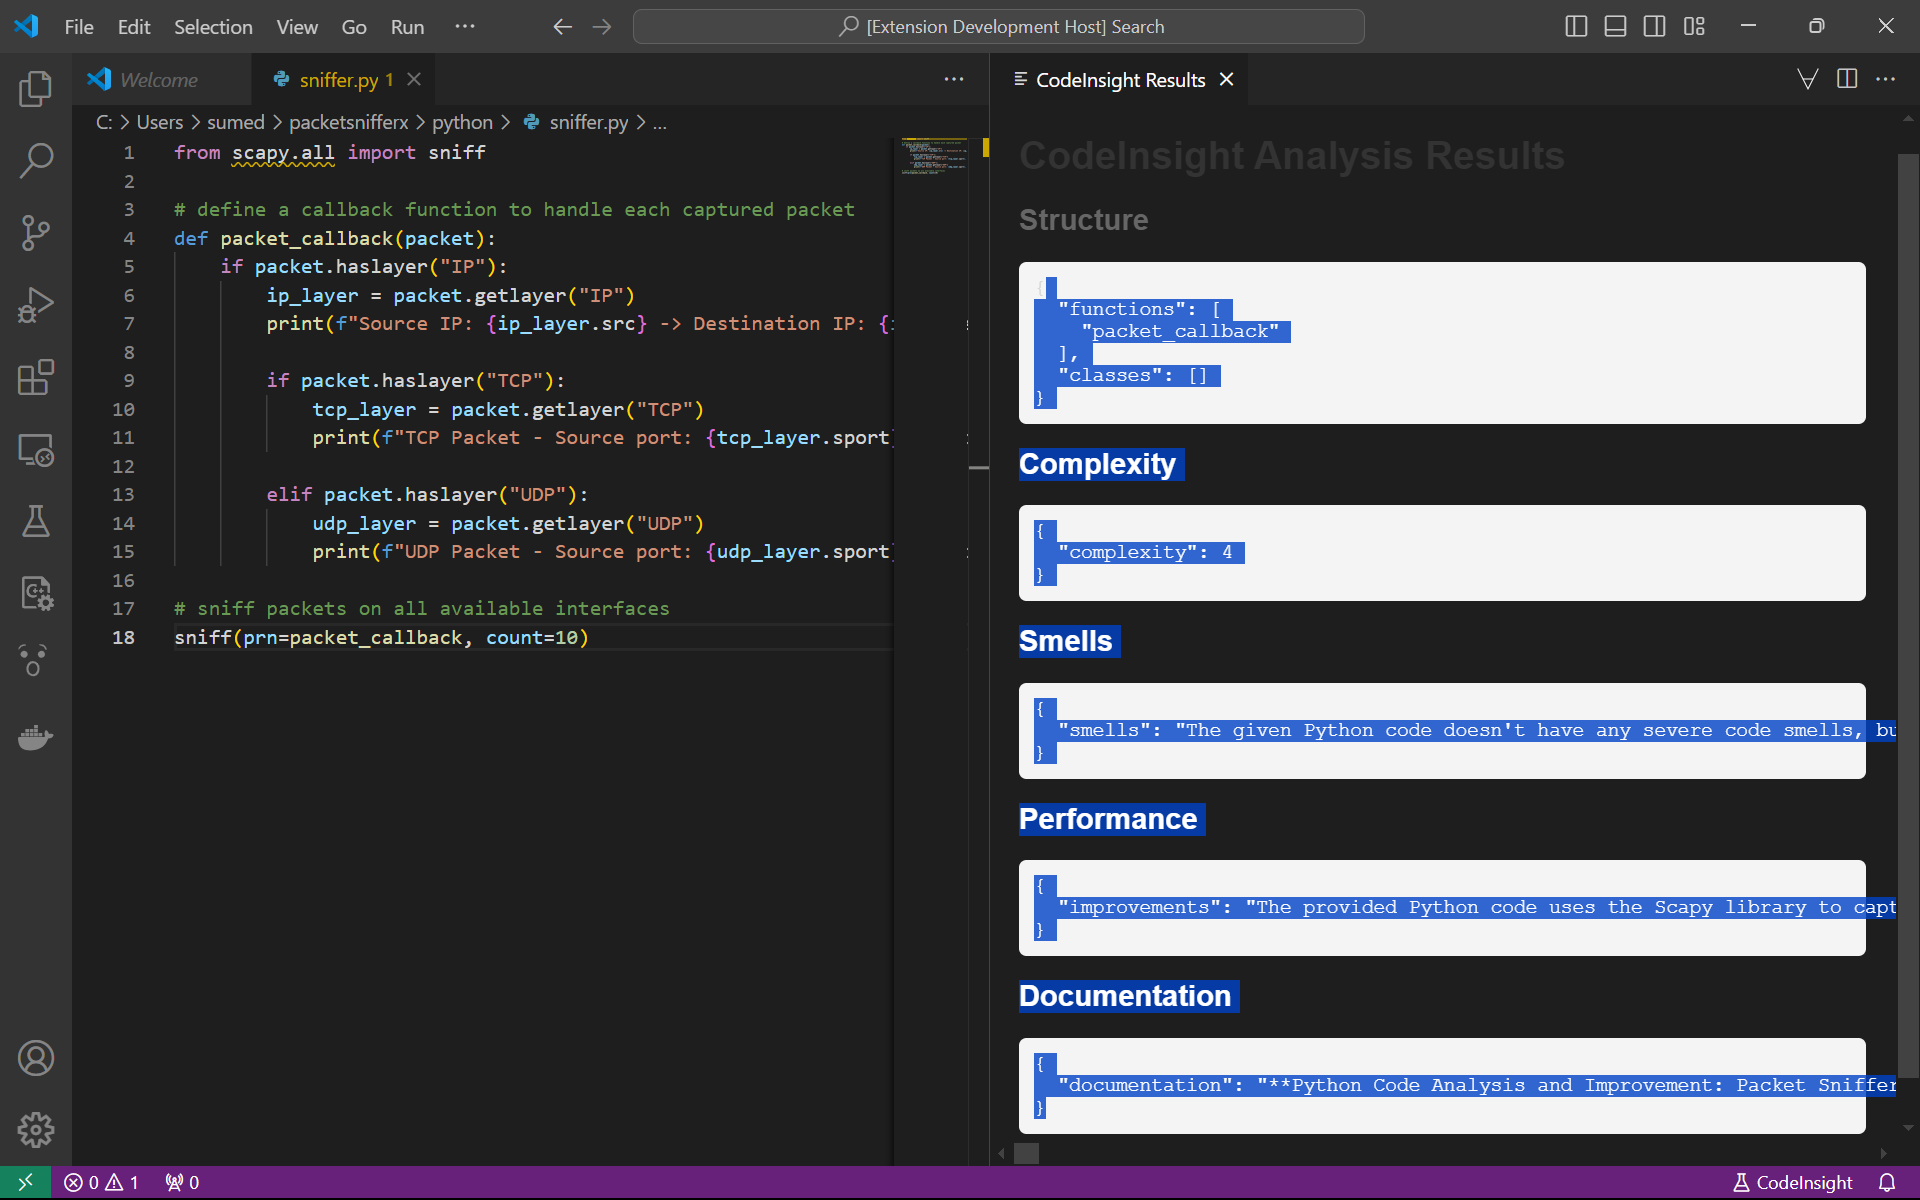 File Edit Selection View Go Run ···
[Extension Development Host] Search
Welcome
sniffer.py 1
CodeInsight Results
C: > Users > sumed > packetsnifferx > python > sniffer.py > ...
1 from scapy.all import sniff
2
3 # define a callback function to handle each captured packet
4 def packet_callback(packet):
5 if packet.haslayer("IP"):
6 ip_layer = packet.getlayer("IP")
7 print(f"Source IP: {ip_layer.src} -> Destination IP: {
8
9 if packet.haslayer("TCP"):
10 tcp_layer = packet.getlayer("TCP")
11 print(f"TCP Packet - Source port: {tcp_layer.sport
12
13 elif packet.haslayer("UDP"):
14 udp_layer = packet.getlayer("UDP")
15 print(f"UDP Packet - Source port: {udp_layer.sport
16
17 # sniff packets on all available interfaces
18 sniff(prn=packet_callback, count=10)
CodeInsight Analysis Results
Structure
{
"functions": [
"packet_callback"
],
"classes": []
}
Complexity
{
"complexity": 4
}
Smells
{
"smells": "The given Python code doesn't have any severe code smells, bu
}
Performance
{
"improvements": "The provided Python code uses the Scapy library to capt
}
Documentation
{
"documentation": "**Python Code Analysis and Improvement: Packet Sniffer
}
0 1 0
CodeInsight